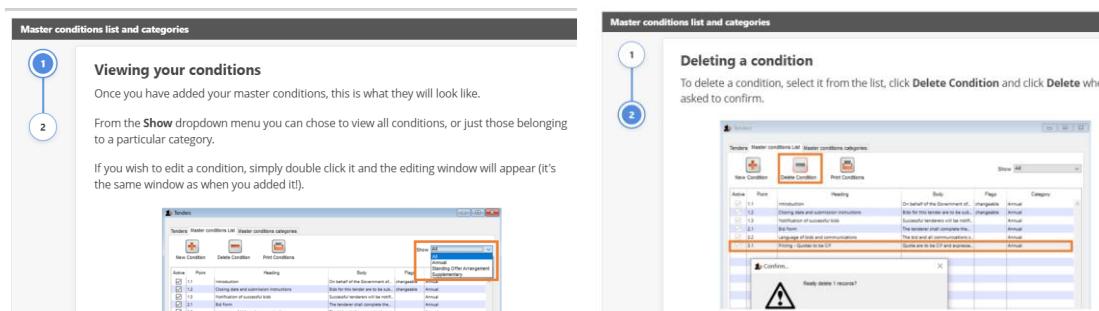 Master conditions list and categories
1
Viewing your conditions
Once you have added your master conditions, this is what they will look like.
2
From the Show dropdown menu you can chose to view all conditions, or just those belonging
to a particular category.
If you wish to edit a condition, simply double click it and the editing window will appear (it's
the same window as when you added it!).
Tenders
Tenders Master conditions List Master conditions categories
New Condition Delete Condition Print Conditions Show All
All
Annual
Standing Offer Arrangement
Supplementary
Active Point Heading Body Flags
1.1 Introduction On behalf of the Government of.. changeable Annual
1.2 Closing date and submission instructions Bids for this tender are to be sub.. changeable Annual
1.3 Notification of successful bids Successful tenderers will be notifi.. Annual
2.1 Bid Form The tenderer shall complete the.. Annual
Master conditions list and categories
1
Deleting a condition
To delete a condition, select it from the list, click Delete Condition and click Delete
asked to confirm.
2
Tenders
Tenders Master conditions List Master conditions categories
New Condition Delete Condition Print Conditions Show All
Active Point Heading Body Flags Category
1.1 Introduction On behalf of the Government of.. changeable Annual
1.2 Closing date and submission instructions Bids for this tender are to be sub.. changeable Annual
1.3 Notification of successful bids Successful tenderers will be notifi.. Annual
2.1 Bid Form The tenderer shall complete the.. Annual
2.2 Language of bids and communications The bid and all communications Annual
3.1 Pricing - Quotes to be CIF Quote are to be CIF and Annual
Confirm...
Really delete 1 records?